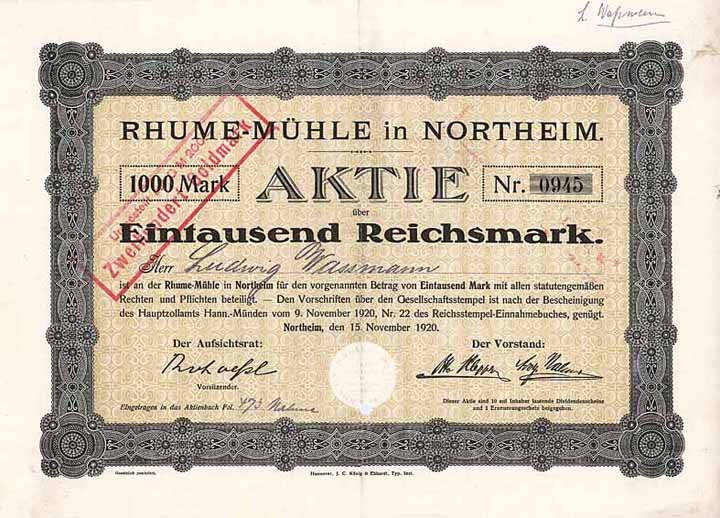 L. Waßmann
RHUME-MÜHLE in NORTHEIM.
1000 Mark
AKTIE
Nr. 0945
über
Eintausend Reichsmark.
Zweihundert Goldmark
Herr Ludwig Wassmann
ist an der Rhume-Mühle in Northeim für den vorgenannten Betrag von Eintausend Mark mit allen statutengemäßen
Rechten und Pflichten beteiligt. — Den Vorschriften über den Gesellschaftsstempel ist nach der Bescheinigung
des Hauptzollamts Hann.-Münden vom 9. November 1920, Nr. 22 des Reichsstempel-Einnahmebuches, genügt.
Northeim, den 15. November 1920.
Der Aufsichtsrat:
Der Vorstand:
Vorsitzender.
Eingetragen in das Aktienbuch Fol. 493
Dieser Aktie sind 10 auf Inhaber lautende Dividendenscheine
und 1 Erneuerungsschein beigegeben.
Gesetzlich geschützt.
Hannover, J. C. König & Ebhardt, Typ. Inst.